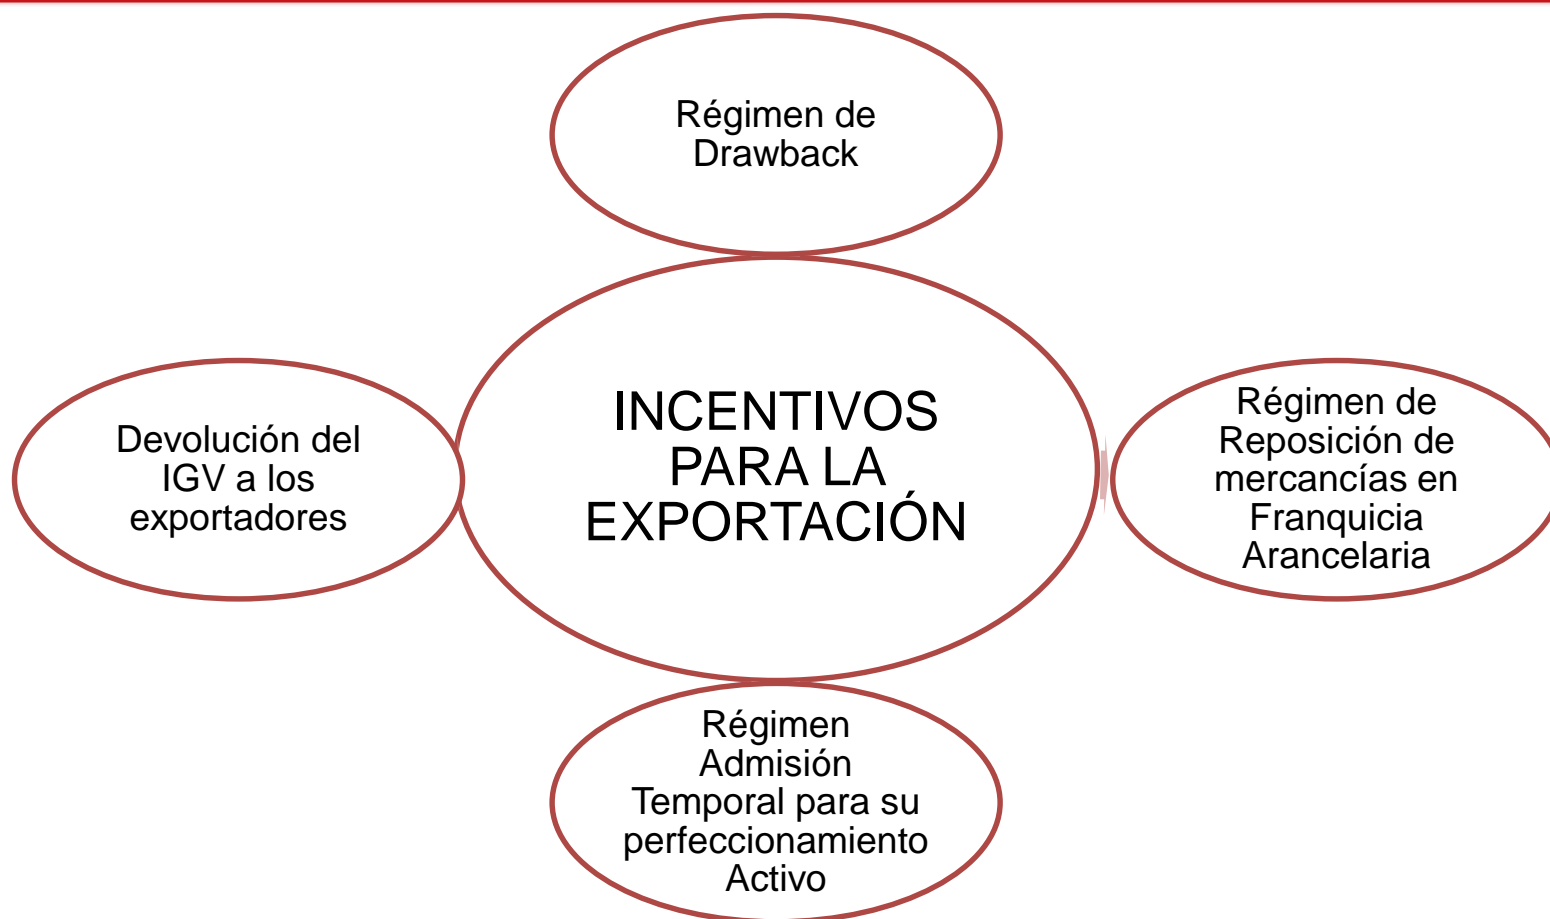 Régimen de
Drawback
INCENTIVOS
PARA LA
EXPORTACIÓN
Devolución del
IGV a los
exportadores
Régimen de
Reposición de
mercancías en
Franquicia
Arancelaria
Régimen
Admisión
Temporal para su
perfeccionamiento
Activo